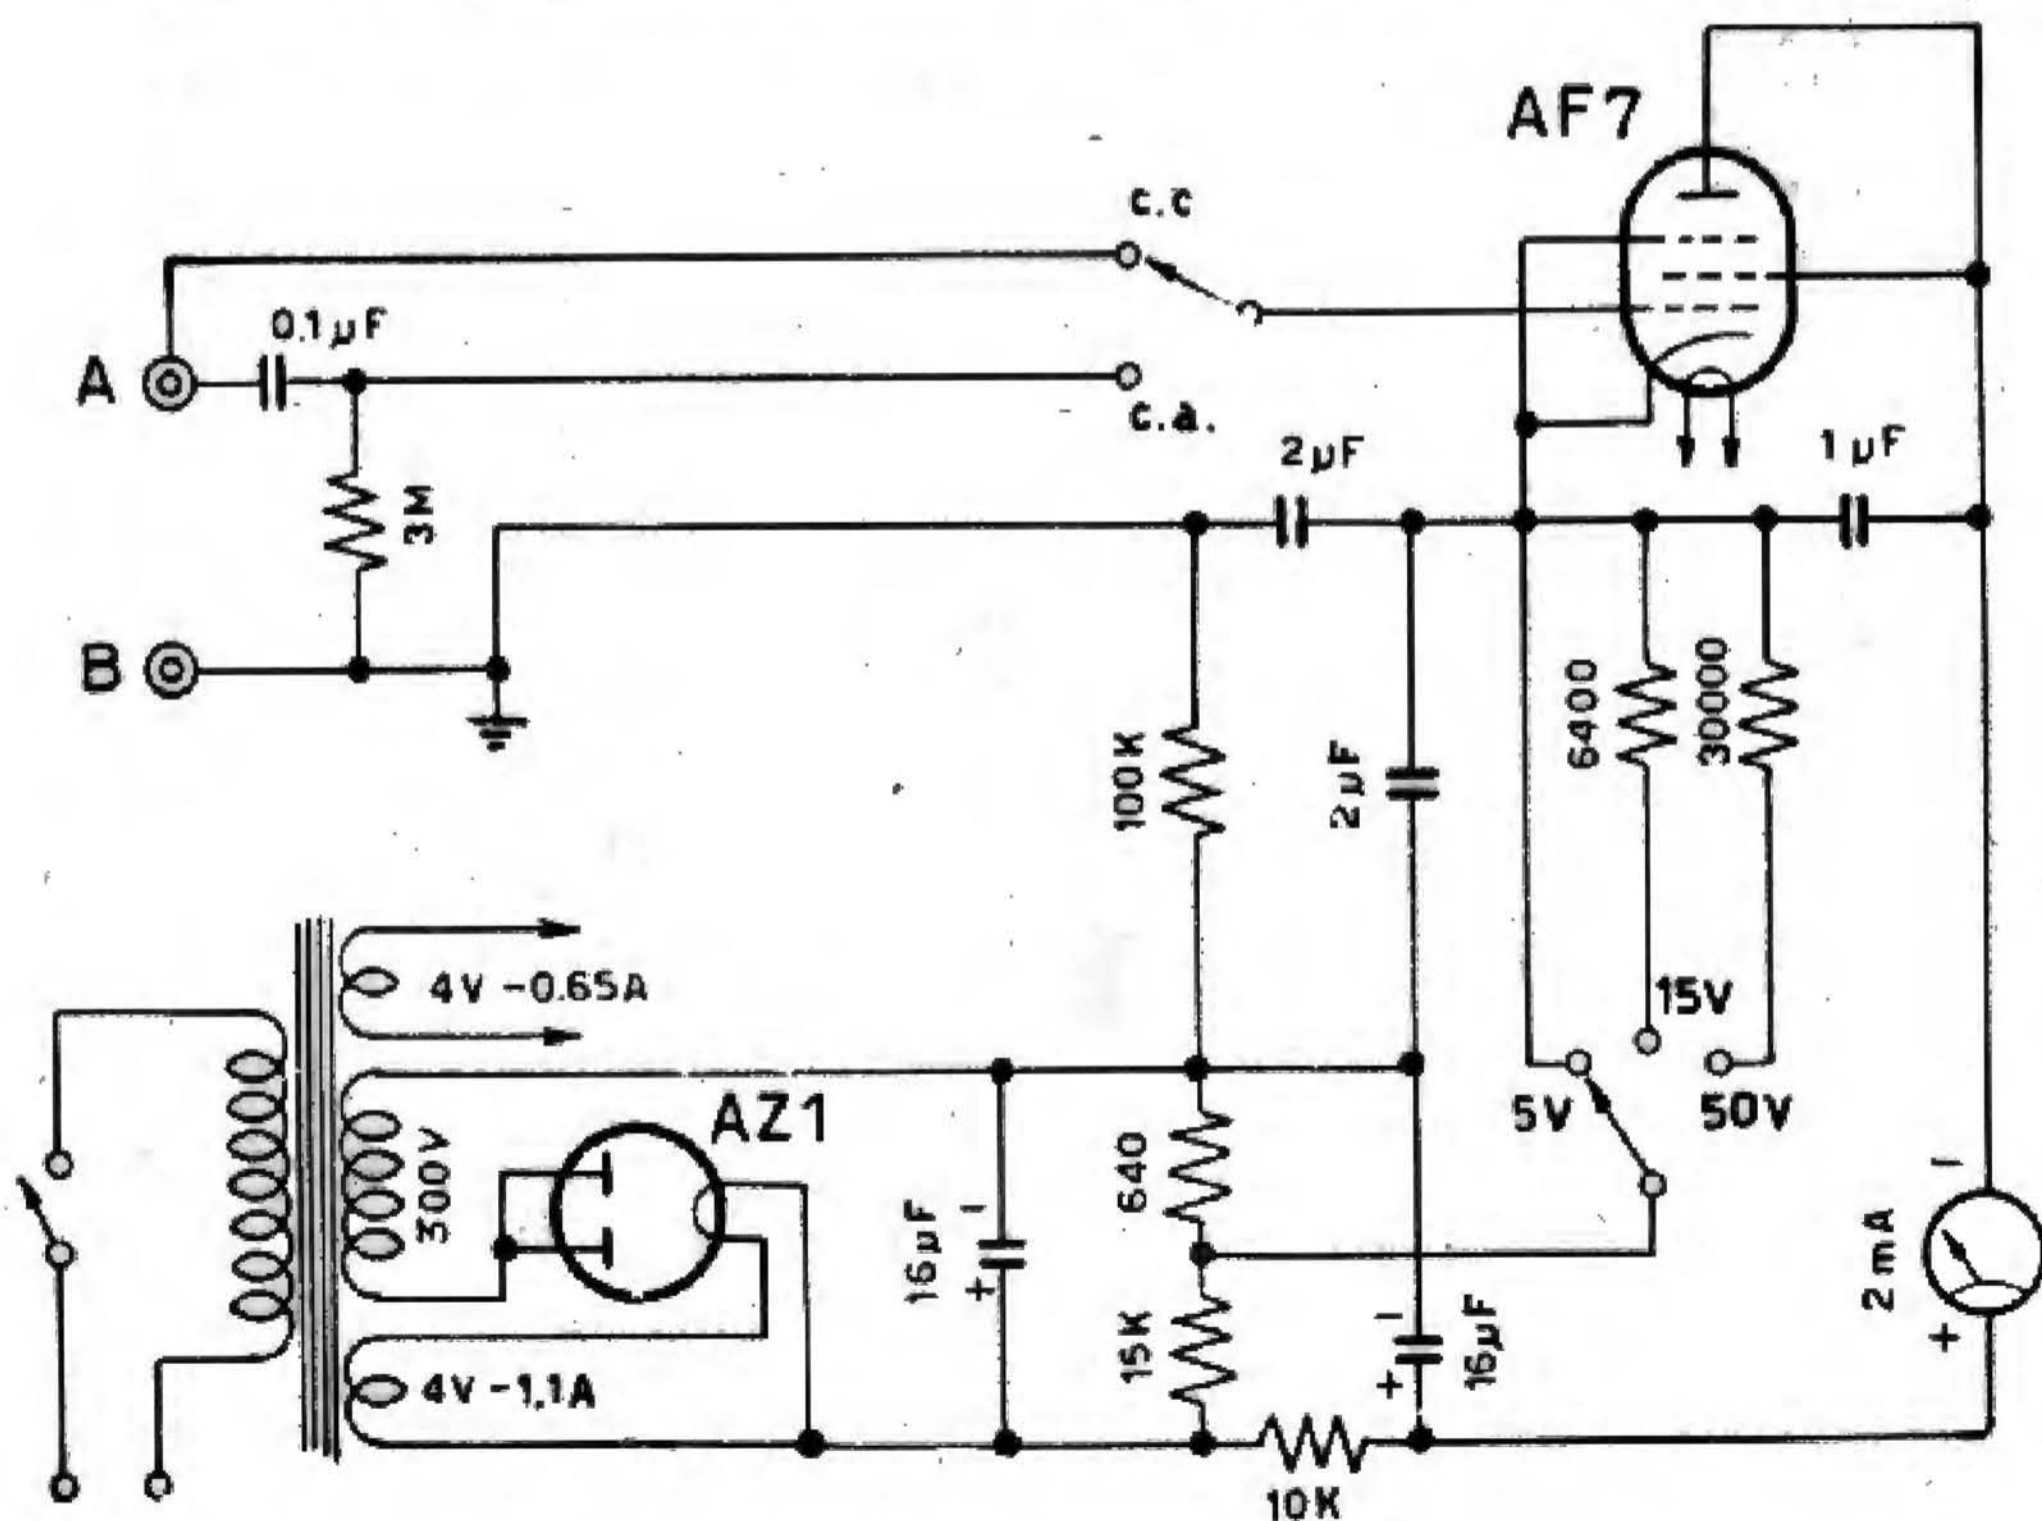 AF7
c.c
0.1µF
A
c.a.
2µF
1µF
3M
B
100K
2µF
6400
30000
4V-0.65A
15V
5V
50V
AZ1
300V
16µF
-
+
640
15K
-
+
16µF
2mA
-
+
4V-1,1A
10K